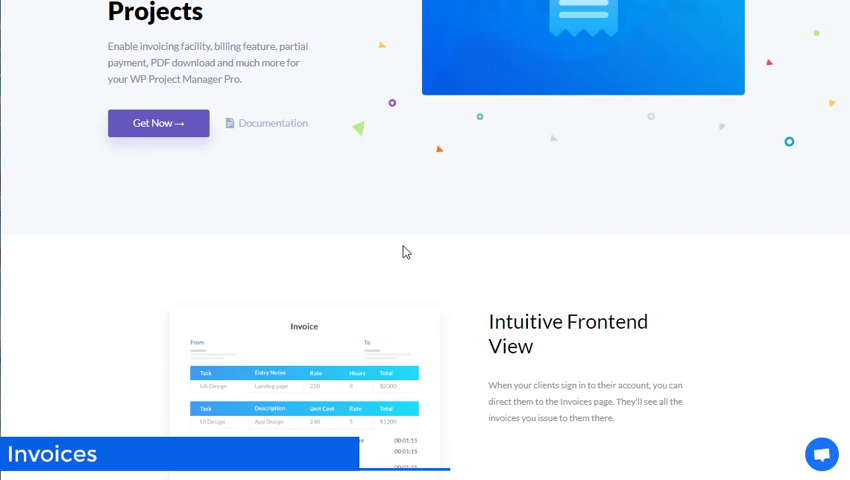 Projects
Enable invoicing facility, billing feature, partial
payment, PDF download and much more for
your WP Project Manager Pro.
Get Now →
Documentation
Invoice
From
To
Task Entry Notes Rate Hours Total
UX Design Landing page 250 8 $2000
Task Description Unit Cost Rate Total
UI Design App Design 240 5 $1200
00:01:15
00:01:15
00:01:15
Intuitive Frontend
View
When your clients sign in to their account, you can
direct them to the Invoices page. They'll see all the
invoices you issue to them there.
Invoices